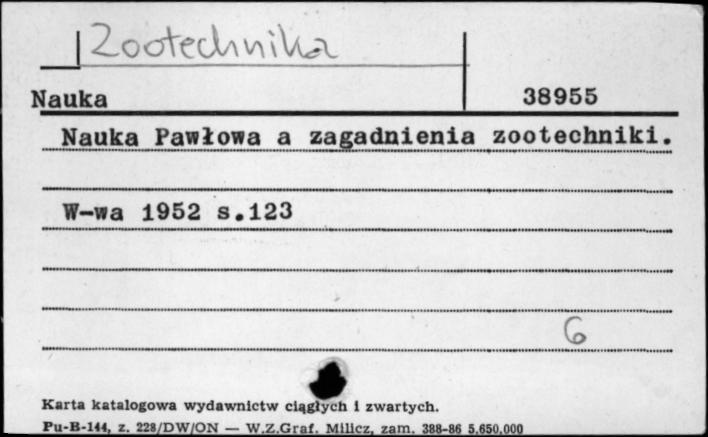 Zootechnika
Nauka 38955
Nauka Pawłowa a zagadnienia zootechniki.
W-wa 1952 s.123
6
Karta katalogowa wydawnictw ciągłych i zwartych.
Pu-B-144, z. 228/DW/ON — W.Z.Graf. Milicz, zam. 388-86 5.650.000